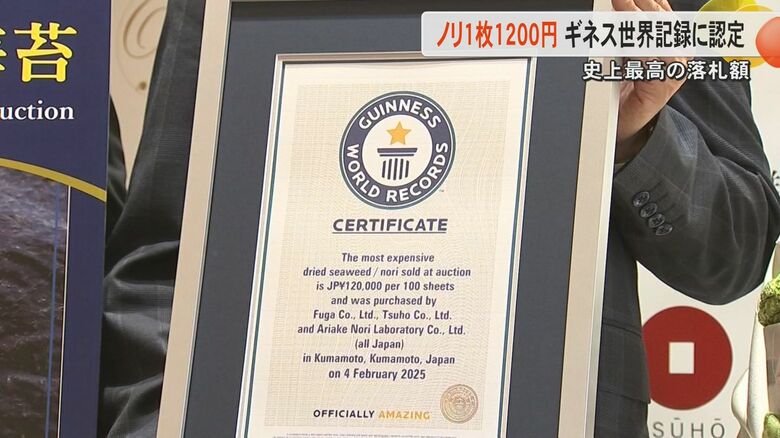 ノリ1枚1200円 ギネス世界記録に認定
史上最高の落札額
苔
uction
GUINNESS
WORLD RECORDS
CERTIFICATE
The most expensive
dried seaweed / nori sold at auction
is JP¥120,000 per 100 sheets
and was purchased by
Fuga Co., Ltd., Tsuho Co., Ltd.
and Ariake Nori Laboratory Co., Ltd.
(all Japan)
in Kumamoto, Kumamoto, Japan
on 4 February 2025
OFFICIALLY AMAZING
SŪHŌ